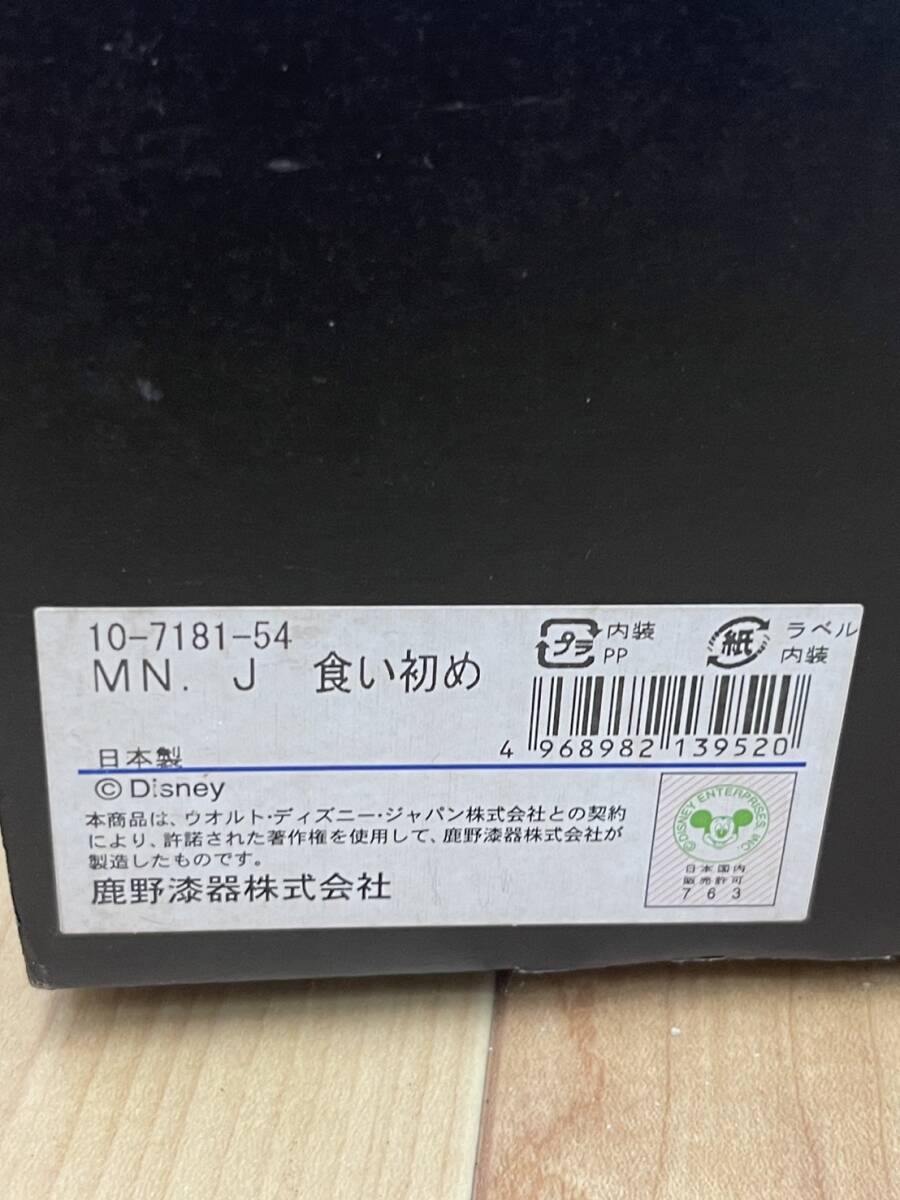 10-7181-54
MN. J 食い初め
プラ 内装
PP
紙 ラベル
内装
4 968982 139520
日本製
© Disney
本商品は、ウオルト・ディズニー・ジャパン株式会社との契約
により、許諾された著作権を使用して、鹿野漆器株式会社が
製造したものです。
鹿野漆器株式会社
©DISNEY ENTERPRISES, INC.
日本国内
販売許可
763